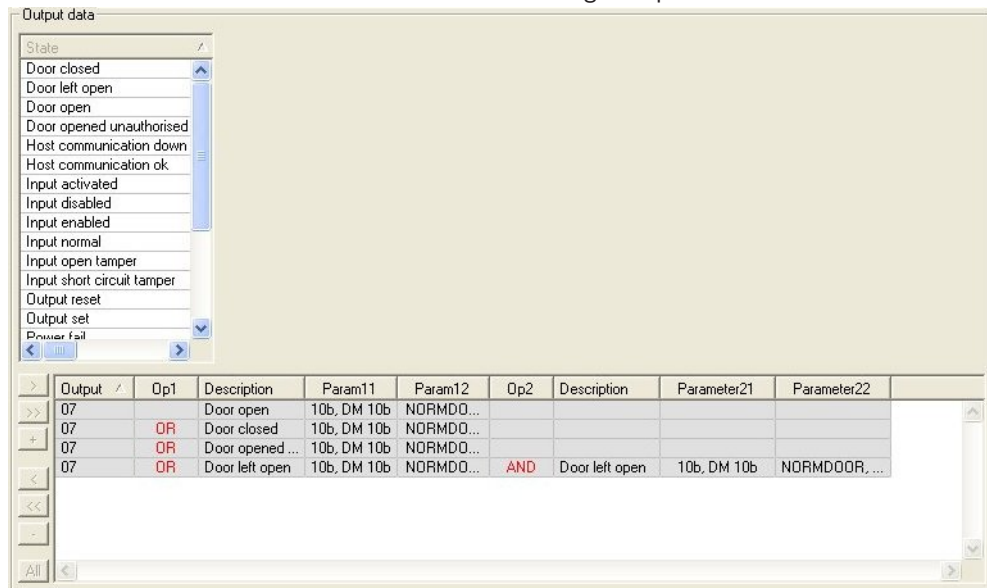 Output data
State
Door closed
Door left open
Door open
Door opened unauthorised
Host communication down
Host communication ok
Input activated
Input disabled
Input enabled
Input normal
Input open tamper
Input short circuit tamper
Output reset
Output set
Power fail
> Output Op1 Description Param11 Param12 Op2 Description Parameter21 Parameter22
>> 07 Door open 10b, DM 10b NORMDO...
07 OR Door closed 10b, DM 10b NORMDO...
+ 07 OR Door opened ... 10b, DM 10b NORMDO...
07 OR Door left open 10b, DM 10b NORMDO... AND Door left open 10b, DM 10b NORMDOOR, ...
<
<<
-
All